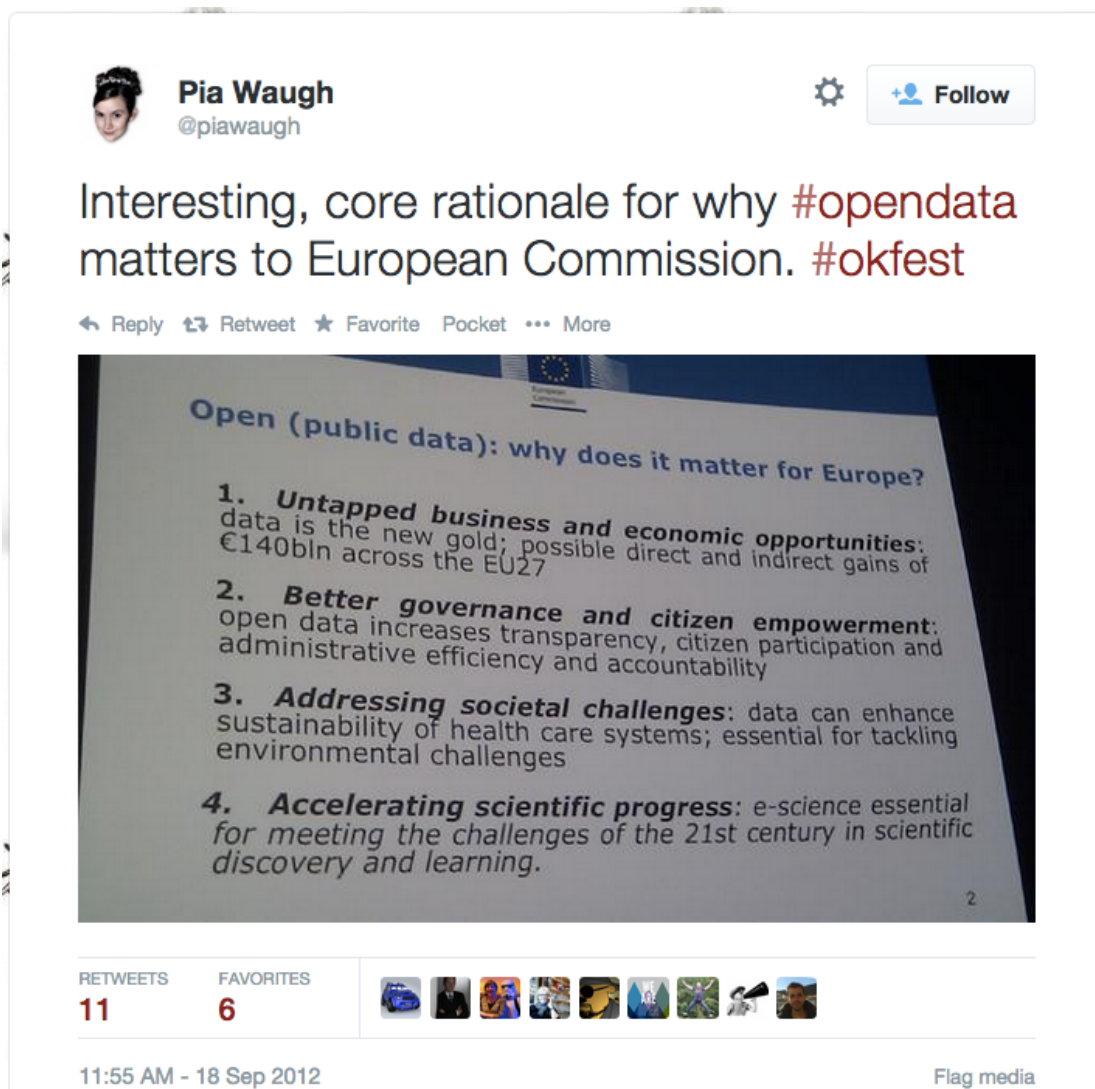 Pia Waugh
@piawaugh
Follow
Interesting, core rationale for why #opendata
matters to European Commission. #okfest
Reply Retweet Favorite Pocket More
European
Commission
Open (public data): why does it matter for Europe?
1. Untapped business and economic opportunities:
data is the new gold; possible direct and indirect gains of
€140bln across the EU27
2. Better governance and citizen empowerment:
open data increases transparency, citizen participation and
administrative efficiency and accountability
3. Addressing societal challenges: data can enhance
sustainability of health care systems; essential for tackling
environmental challenges
4. Accelerating scientific progress: e-science essential
for meeting the challenges of the 21st century in scientific
discovery and learning.
2
RETWEETS FAVORITES
11 6
WE
ARE
11:55 AM - 18 Sep 2012 Flag media